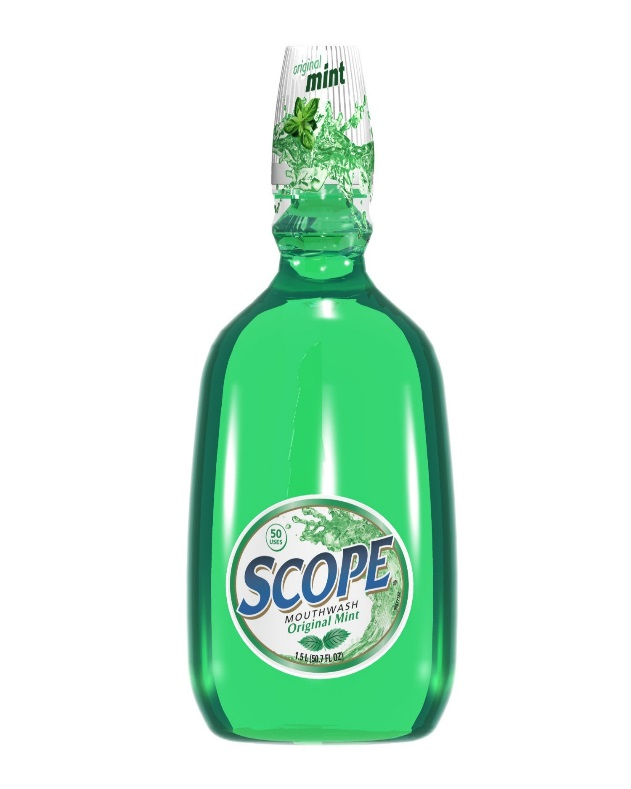 original
mint
50
USES
SCOPE
MOUTHWASH
Original Mint
1.5 L (50.7 FL OZ)